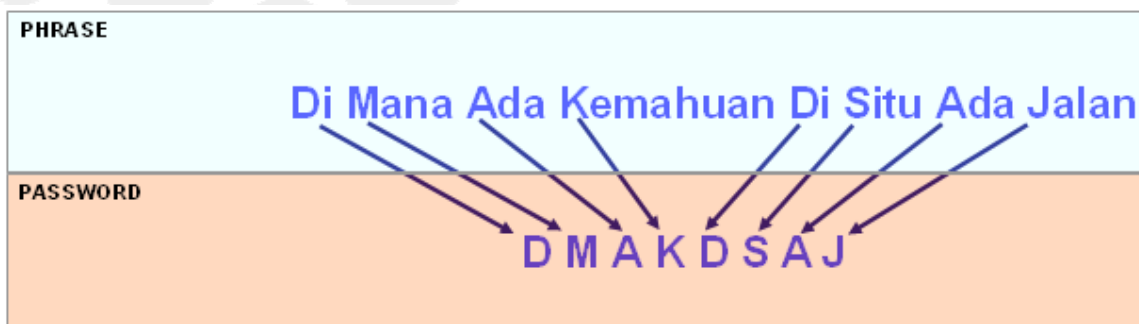 PHRASE
Di Mana Ada Kemahuan Di Situ Ada Jalan
PASSWORD
D M A K D S A J